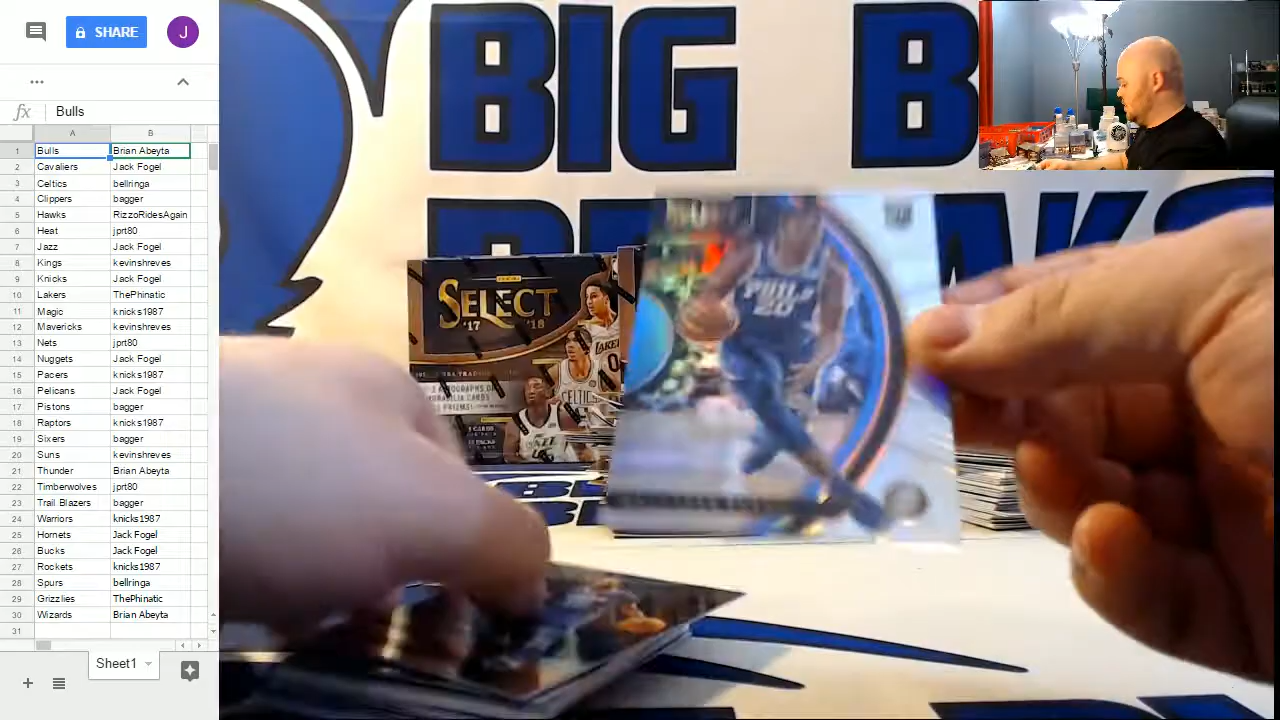 SHARE
J
fx Bulls
A B
1 Bulls Brian Abeyta
2 Cavaliers Jack Fogel
3 Celtics bellringa
4 Clippers bagger
5 Hawks RizzoRidesAgain
6 Heat jprt80
7 Jazz Jack Fogel
8 Kings kevinshreves
9 Knicks Jack Fogel
10 Lakers ThePhinatic
11 Magic knicks1987
12 Mavericks kevinshreves
13 Nets jprt80
14 Nuggets Jack Fogel
15 Pacers knicks1987
16 Pelicans Jack Fogel
17 Pistons bagger
18 Raptors knicks1987
19 Sixers bagger
20 Suns kevinshreves
21 Thunder Brian Abeyta
22 Timberwolves jprt80
23 Trail Blazers bagger
24 Warriors knicks1987
25 Hornets Jack Fogel
26 Bucks Jack Fogel
27 Rockets knicks1987
28 Spurs bellringa
29 Grizzlies ThePhinatic
30 Wizards Brian Abeyta
31
Sheet1
BIG B
SELECT
'17 '18
LAKE
0
CELTIC
JAZZ
PHILA
20